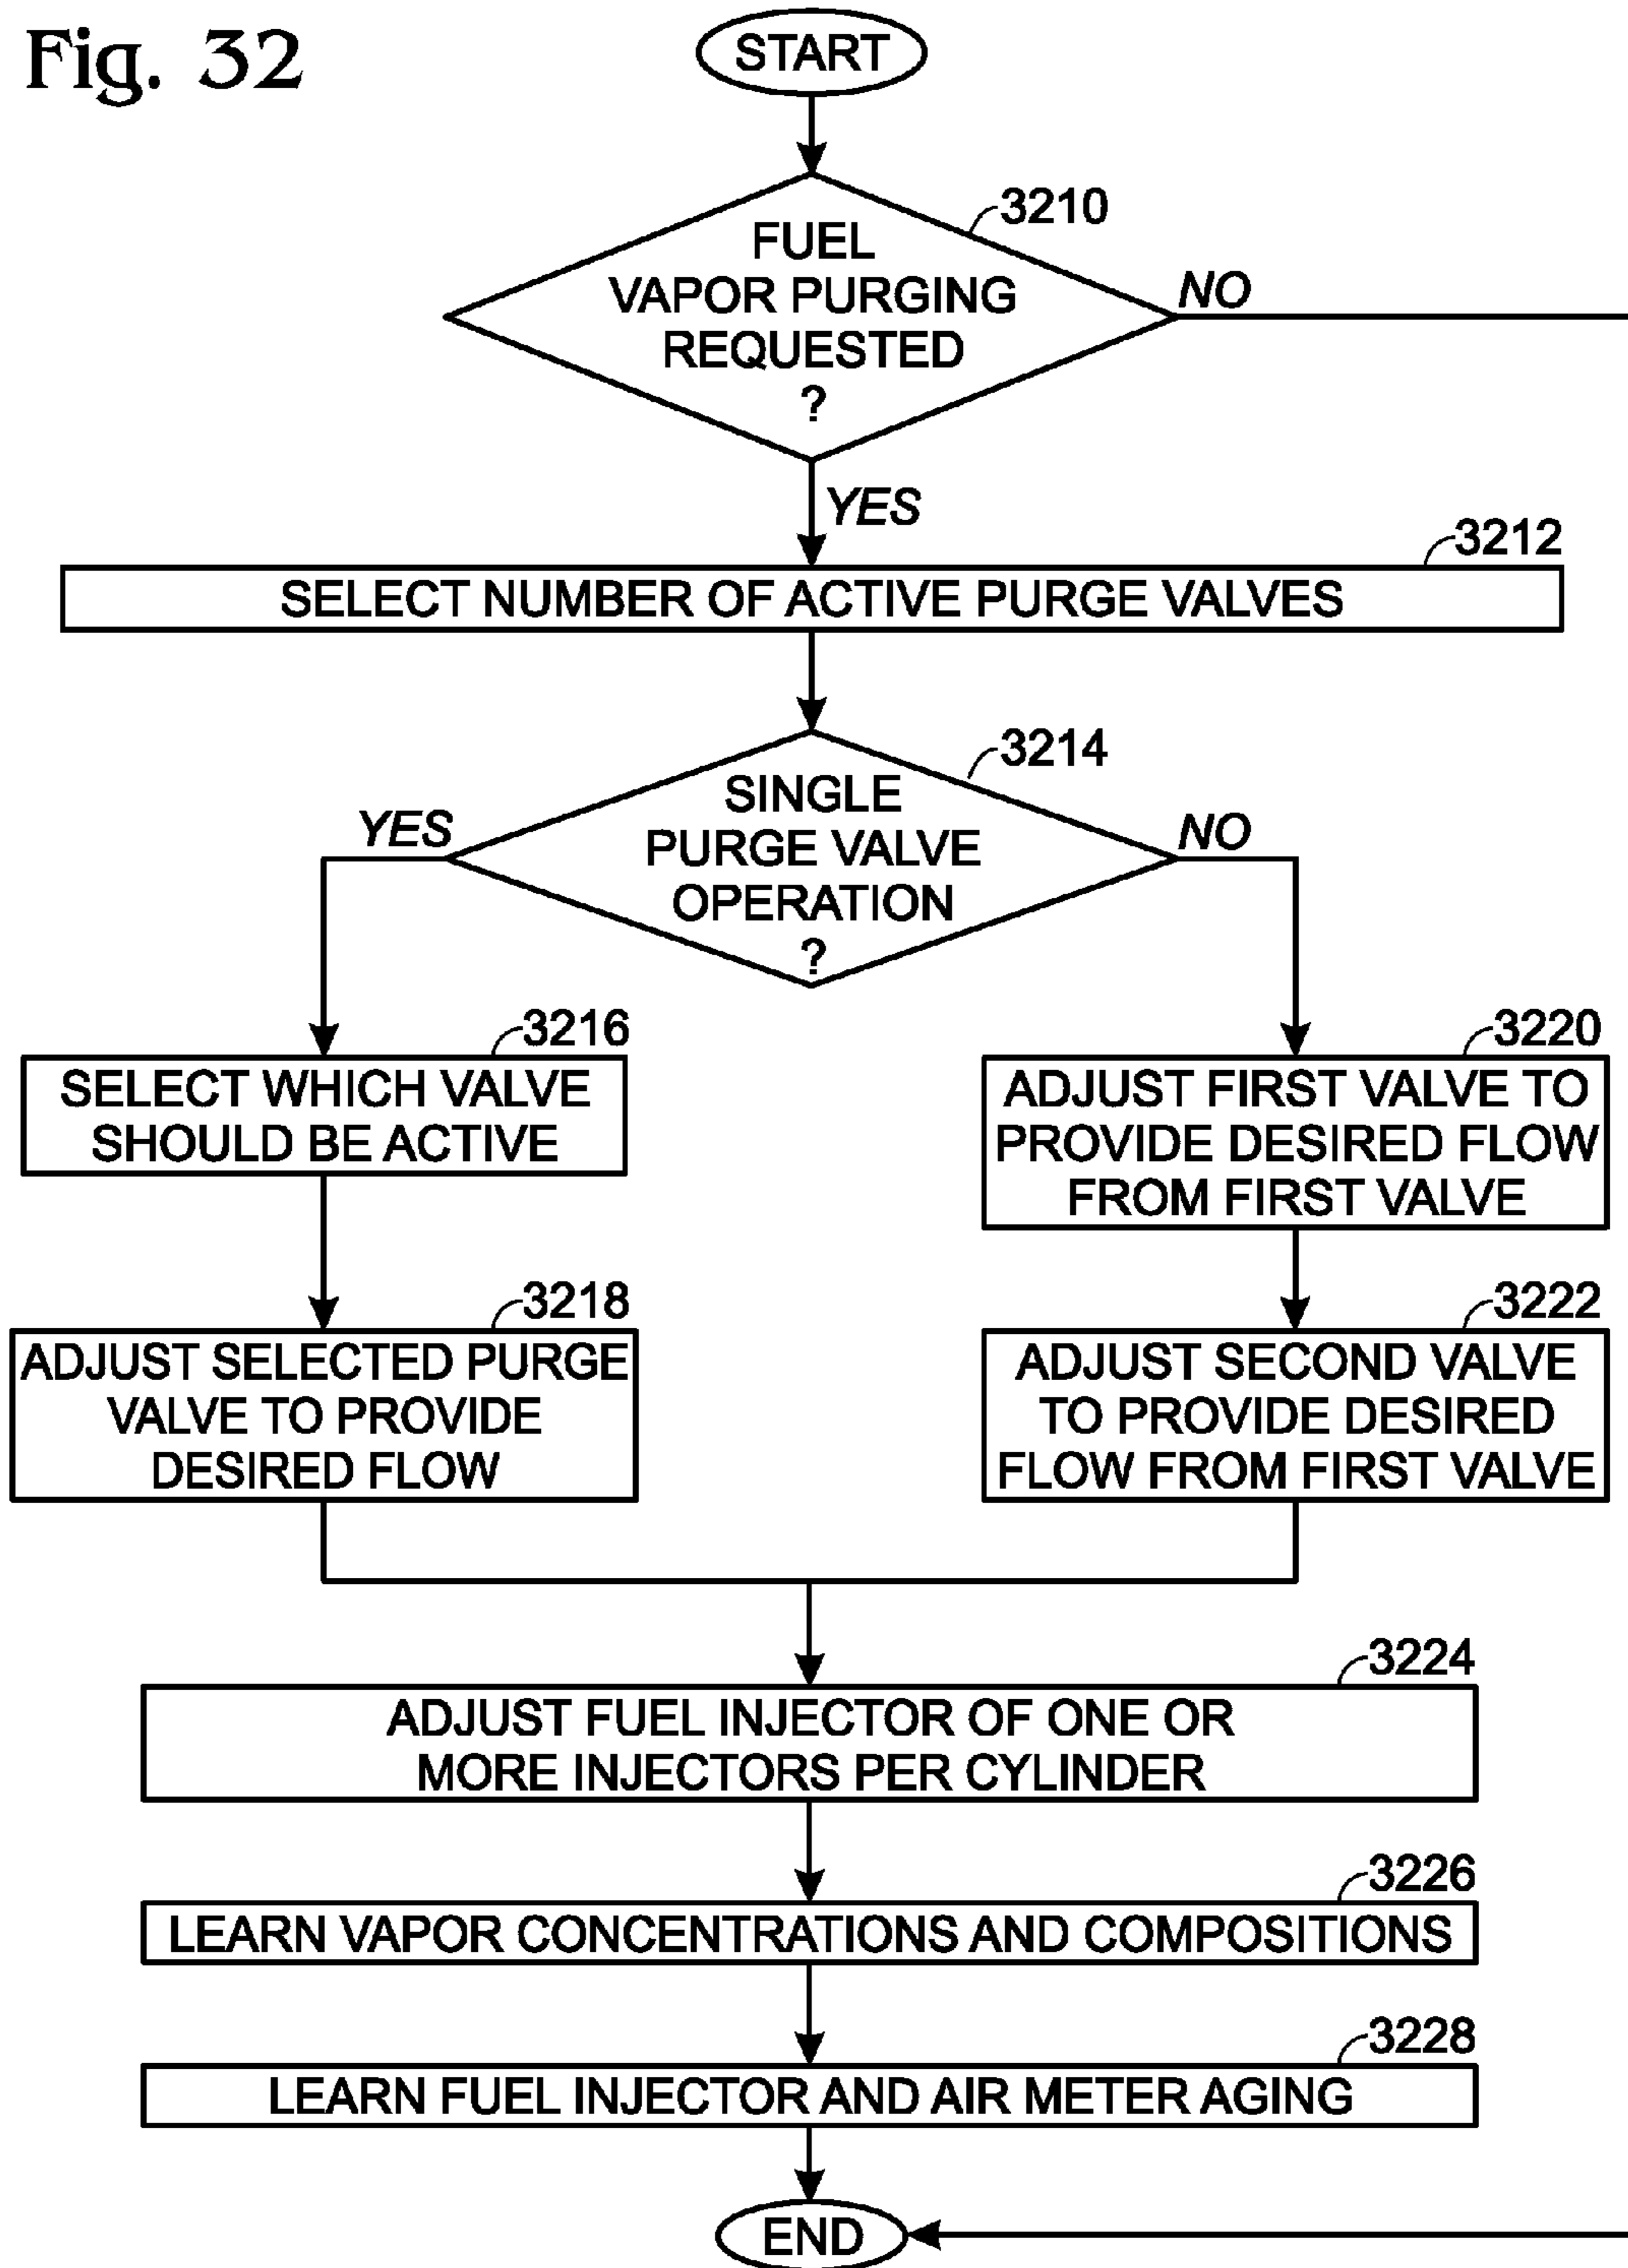 Fig. 32
START
3210
FUEL
VAPOR PURGING
REQUESTED
?
NO
YES
3212
SELECT NUMBER OF ACTIVE PURGE VALVES
3214
SINGLE
PURGE VALVE
OPERATION
?
YES
NO
3216
SELECT WHICH VALVE
SHOULD BE ACTIVE
3218
ADJUST SELECTED PURGE
VALVE TO PROVIDE
DESIRED FLOW
3220
ADJUST FIRST VALVE TO
PROVIDE DESIRED FLOW
FROM FIRST VALVE
3222
ADJUST SECOND VALVE
TO PROVIDE DESIRED
FLOW FROM FIRST VALVE
3224
ADJUST FUEL INJECTOR OF ONE OR
MORE INJECTORS PER CYLINDER
3226
LEARN VAPOR CONCENTRATIONS AND COMPOSITIONS
3228
LEARN FUEL INJECTOR AND AIR METER AGING
END